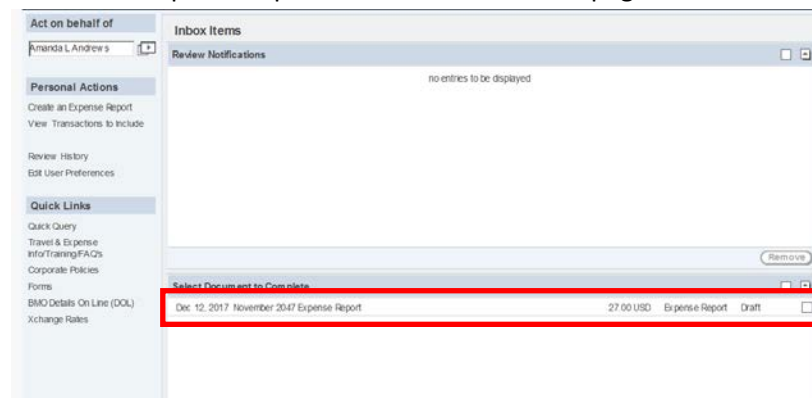 Act on behalf of
Amanda L Andrews
Personal Actions
Create an Expense Report
View Transactions to Include
Review History
Edit User Preferences
Quick Links
Quick Query
Travel & Expense
Info/Training/FAQ's
Corporate Policies
Forms
BMO Details On Line (DOL)
Xchange Rates
Inbox Items
Review Notifications
no entries to be displayed
Remove
Select Document to Complete
Dec 12, 2017 November 2047 Expense Report 27.00 USD Expense Report Draft